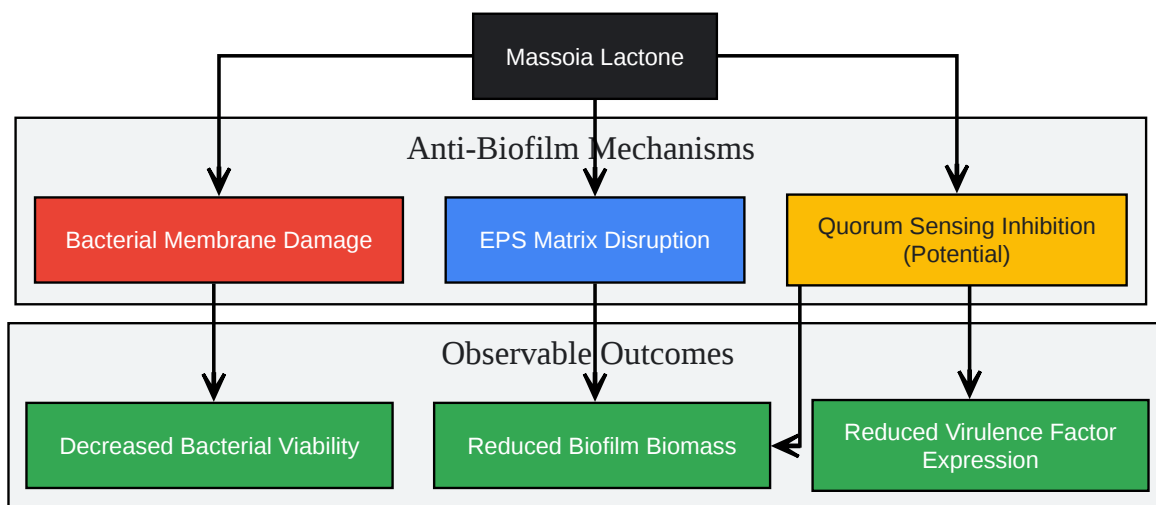 Massoia Lactone
Anti-Biofilm Mechanisms
Bacterial Membrane Damage
EPS Matrix Disruption
Quorum Sensing Inhibition
(Potential)
Observable Outcomes
Decreased Bacterial Viability
Reduced Biofilm Biomass
Reduced Virulence Factor
Expression